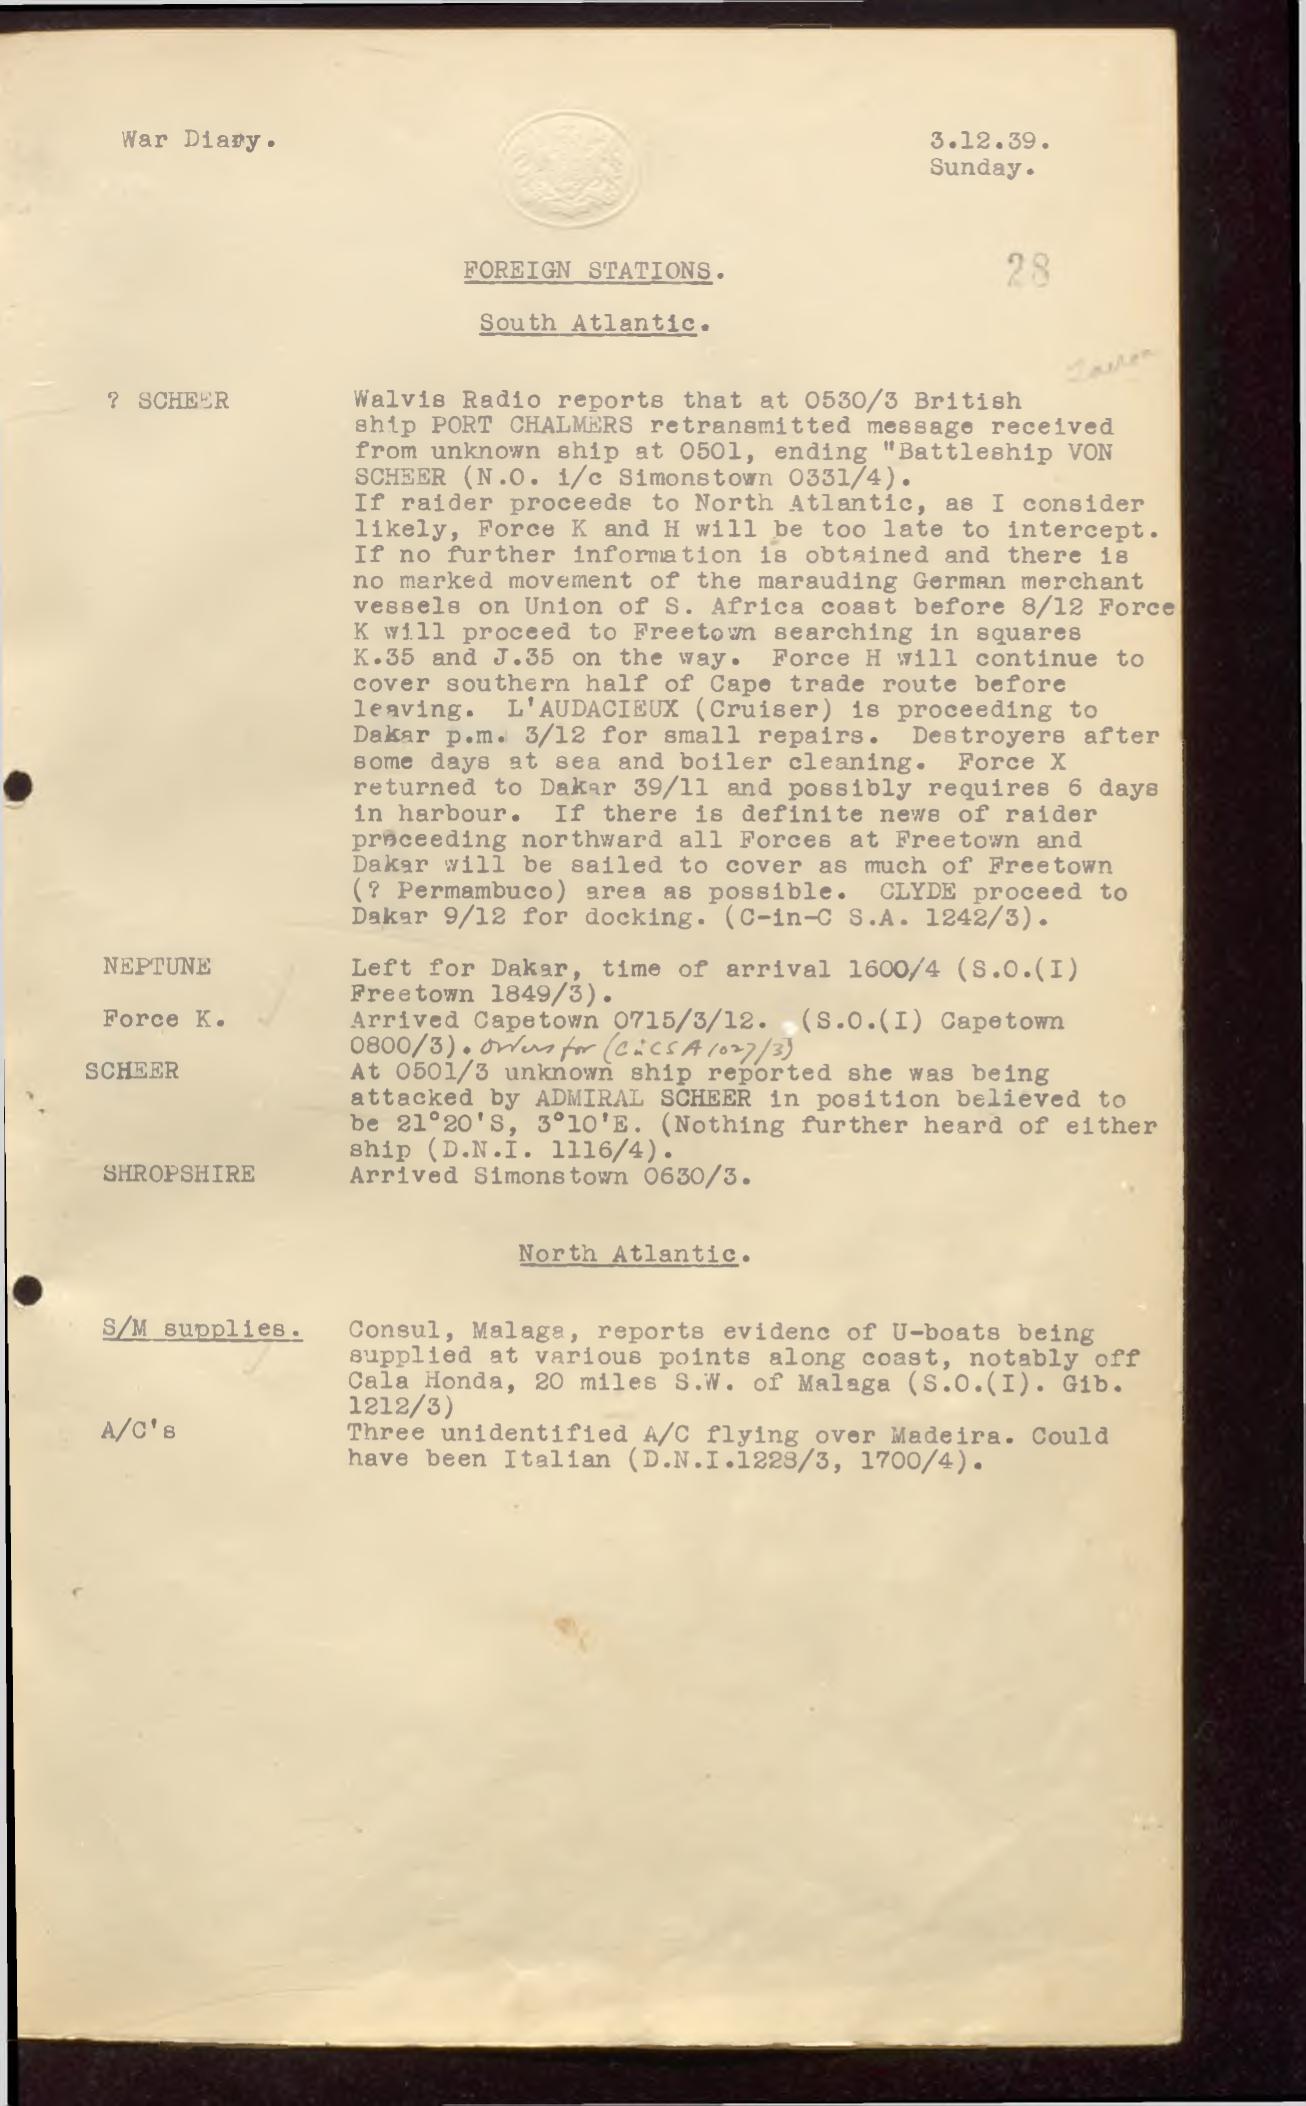 War Diary.
3.12.39.
Sunday.
28
FOREIGN STATIONS.
South Atlantic.
? SCHEER
Walvis Radio reports that at 0530/3 British
ship PORT CHALMERS retransmitted message received
from unknown ship at 0501, ending "Battleship VON
SCHEER (N.O. i/c Simonstown 0331/4).
If raider proceeds to North Atlantic, as I consider
likely, Force K and H will be too late to intercept.
If no further information is obtained and there is
no marked movement of the marauding German merchant
vessels on Union of S. Africa coast before 8/12 Force
K will proceed to Freetown searching in squares
K.35 and J.35 on the way. Force H will continue to
cover southern half of Cape trade route before
leaving. L'AUDACIEUX (Cruiser) is proceeding to
Dakar p.m. 3/12 for small repairs. Destroyers after
some days at sea and boiler cleaning. Force X
returned to Dakar 39/11 and possibly requires 6 days
in harbour. If there is definite news of raider
proceeding northward all Forces at Freetown and
Dakar will be sailed to cover as much of Freetown
(? Permambuco) area as possible. CLYDE proceed to
Dakar 9/12 for docking. (C-in-C S.A. 1242/3).
NEPTUNE
Left for Dakar, time of arrival 1600/4 (S.O.(I)
Freetown 1849/3).
Force K.
Arrived Capetown 0715/3/12. (S.O.(I) Capetown
0800/3). Orders for (CinCSA 1027/3)
SCHEER
At 0501/3 unknown ship reported she was being
attacked by ADMIRAL SCHEER in position believed to
be 21°20'S, 3°10'E. (Nothing further heard of either
ship (D.N.I. 1116/4).
SHROPSHIRE
Arrived Simonstown 0630/3.
North Atlantic.
S/M supplies.
Consul, Malaga, reports evidenc of U-boats being
supplied at various points along coast, notably off
Cala Honda, 20 miles S.W. of Malaga (S.O.(I). Gib.
1212/3)
A/C's
Three unidentified A/C flying over Madeira. Could
have been Italian (D.N.I.1228/3, 1700/4).